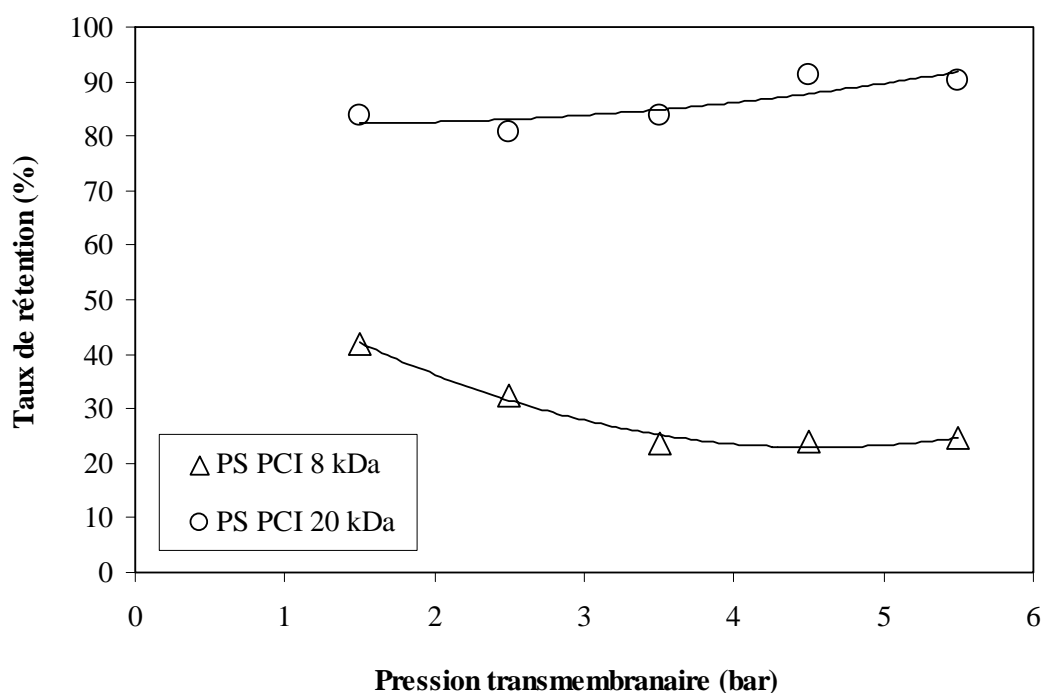 100
90
80
70
60
50
40
30
20
10
0
Taux de rétention (%)
PS PCI 8 kDa
PS PCI 20 kDa
0 1 2 3 4 5 6
Pression transmembranaire (bar)